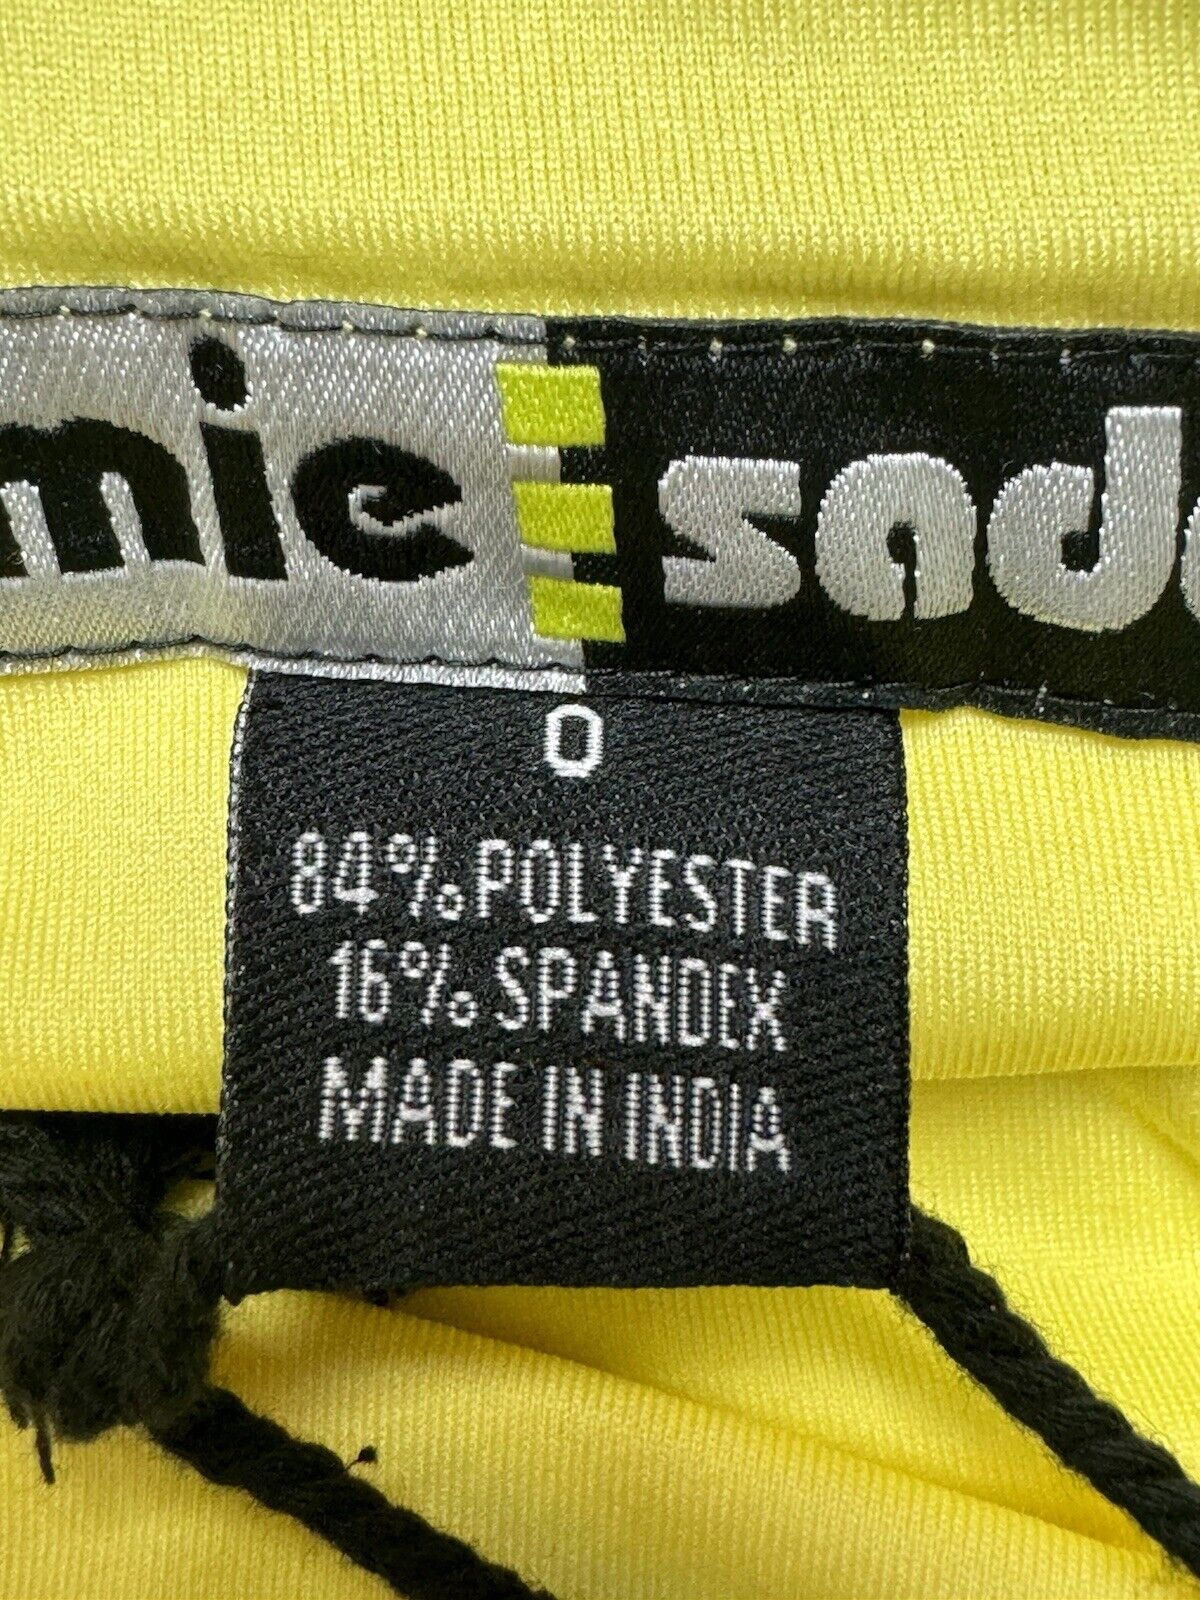 mic sad
0
84% POLYESTER
16% SPANDEX
MADE IN INDIA